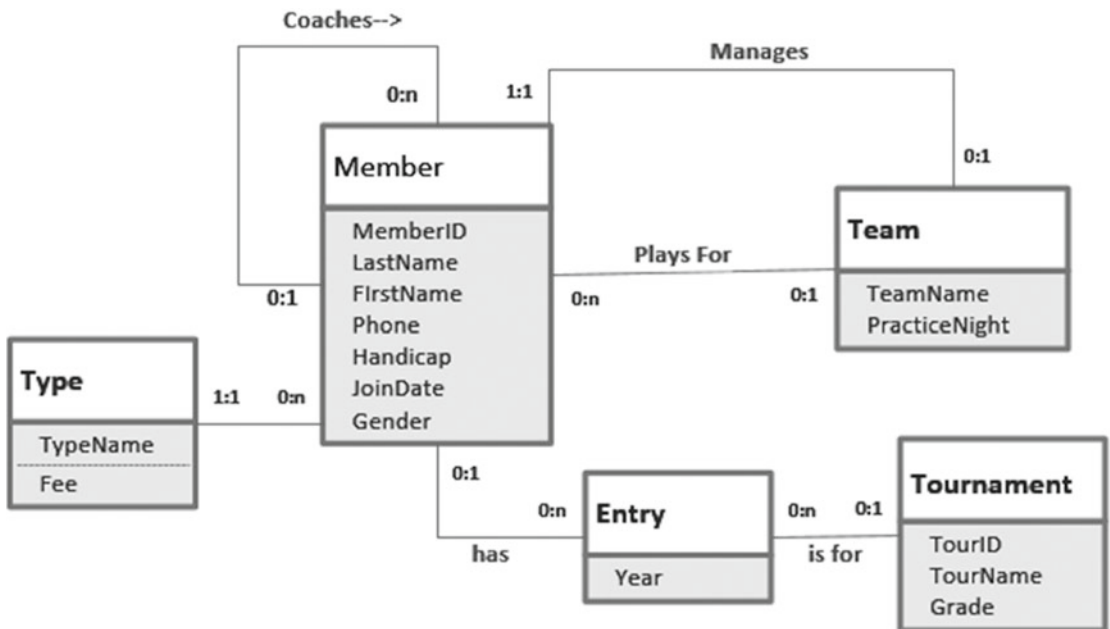 Coaches-->
Manages
0:n
1:1
0:1
Member
MemberID
LastName
FIrstName
Phone
Handicap
JoinDate
Gender
0:1
Plays For
0:n
0:1
Team
TeamName
PracticeNight
Type
TypeName
Fee
1:1
0:n
0:1
0:n
has
Entry
Year
0:n
0:1
is for
Tournament
TourID
TourName
Grade